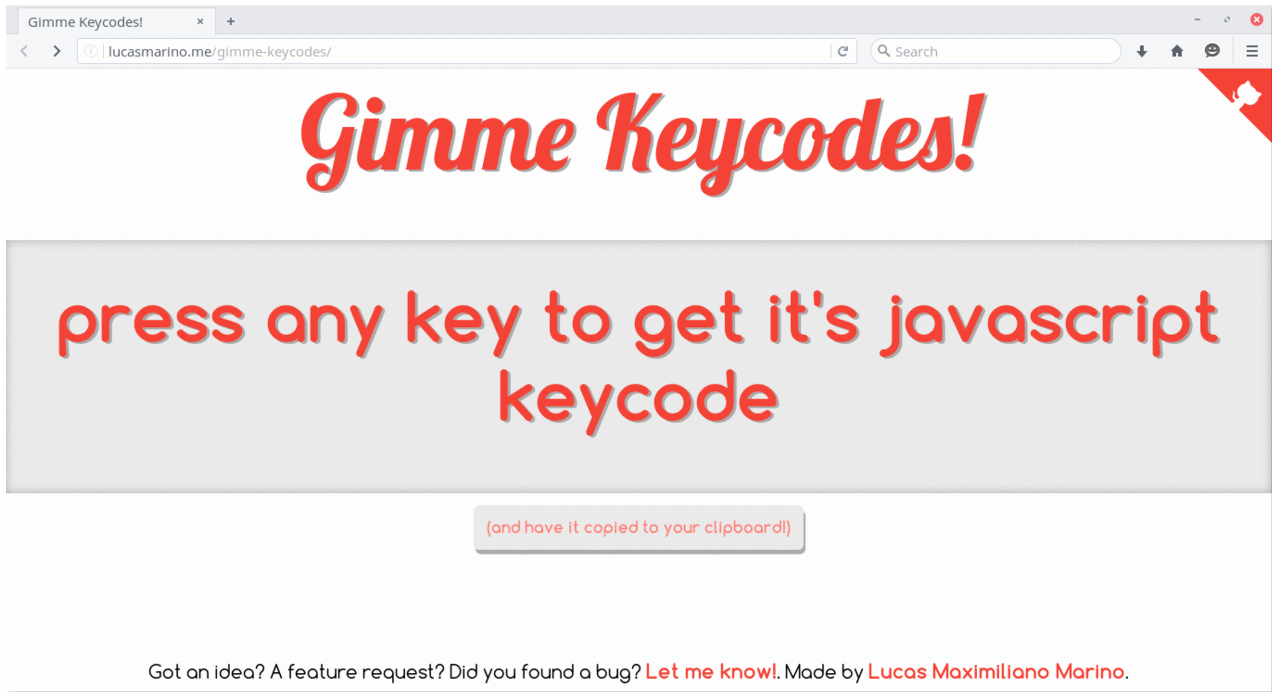 Gimme Keycodes!
lucasmarino.me/gimme-keycodes/
Search
Gimme Keycodes!
press any key to get it's javascript
keycode
(and have it copied to your clipboard!)
Got an idea? A feature request? Did you found a bug? Let me know!. Made by Lucas Maximiliano Marino.